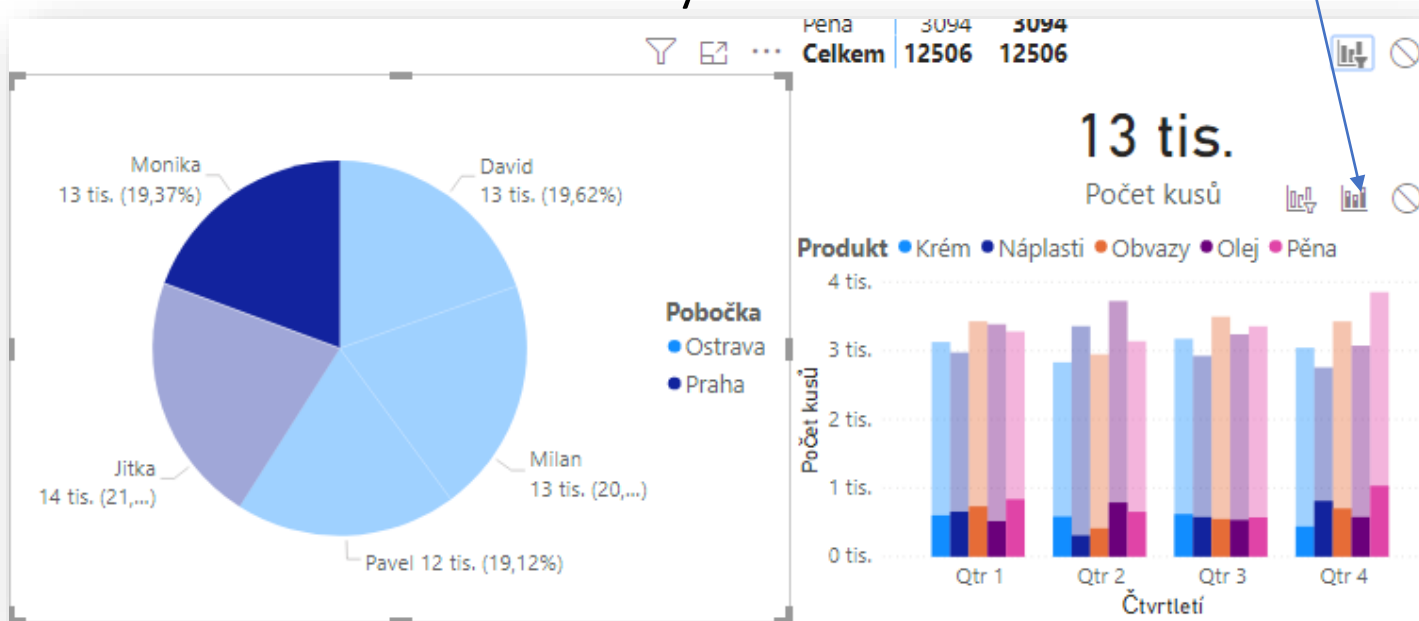 Pěna 3094 3094
Celkem 12506 12506
13 tis.
Počet kusů
Monika
13 tis. (19,37%)
David
13 tis. (19,62%)
Jitka
14 tis. (21,...)
Milan
13 tis. (20,...)
Pavel 12 tis. (19,12%)
Pobočka
Ostrava
Praha
Produkt Krém Náplasti Obvazy Olej Pěna
Počet kusů
4 tis.
3 tis.
2 tis.
1 tis.
0 tis.
Qtr 1 Qtr 2 Qtr 3 Qtr 4
Čtvrtletí